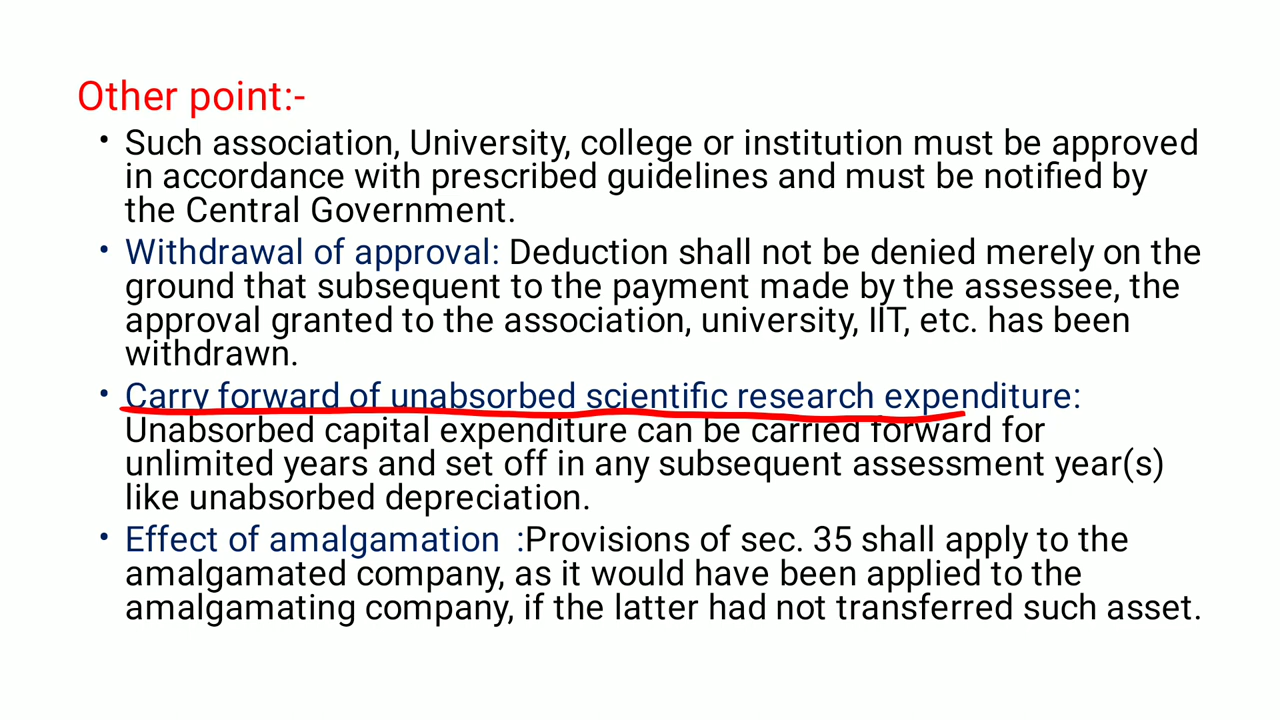 Other point:-
• Such association, University, college or institution must be approved
in accordance with prescribed guidelines and must be notified by
the Central Government.
• Withdrawal of approval: Deduction shall not be denied merely on the
ground that subsequent to the payment made by the assessee, the
approval granted to the association, university, IIT, etc. has been
withdrawn.
• Carry forward of unabsorbed scientific research expenditure:
Unabsorbed capital expenditure can be carried forward for
unlimited years and set off in any subsequent assessment year(s)
like unabsorbed depreciation.
• Effect of amalgamation :Provisions of sec. 35 shall apply to the
amalgamated company, as it would have been applied to the
amalgamating company, if the latter had not transferred such asset.